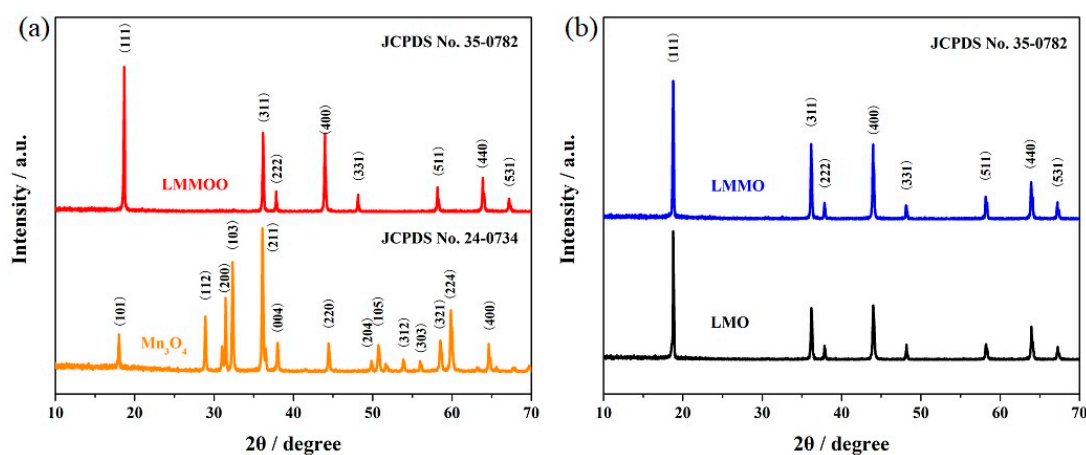 (a)
JCPDS No. 35-0782
(111)
(311)
(222)
(400)
(331)
(511)
(440)
(531)
LMMOO
JCPDS No. 24-0734
(101)
(112)
(200)
(103)
(211)
(004)
(220)
(204)
(105)
(312)
(303)
(321)
(224)
(400)
Mn₃O₄
Intensity / a.u.
10 20 30 40 50 60 70
2θ / degree
(b)
JCPDS No. 35-0782
(111)
(311)
(222)
(400)
(331)
(511)
(440)
(531)
LMMO
LMO
Intensity / a.u.
10 20 30 40 50 60 70
2θ / degree